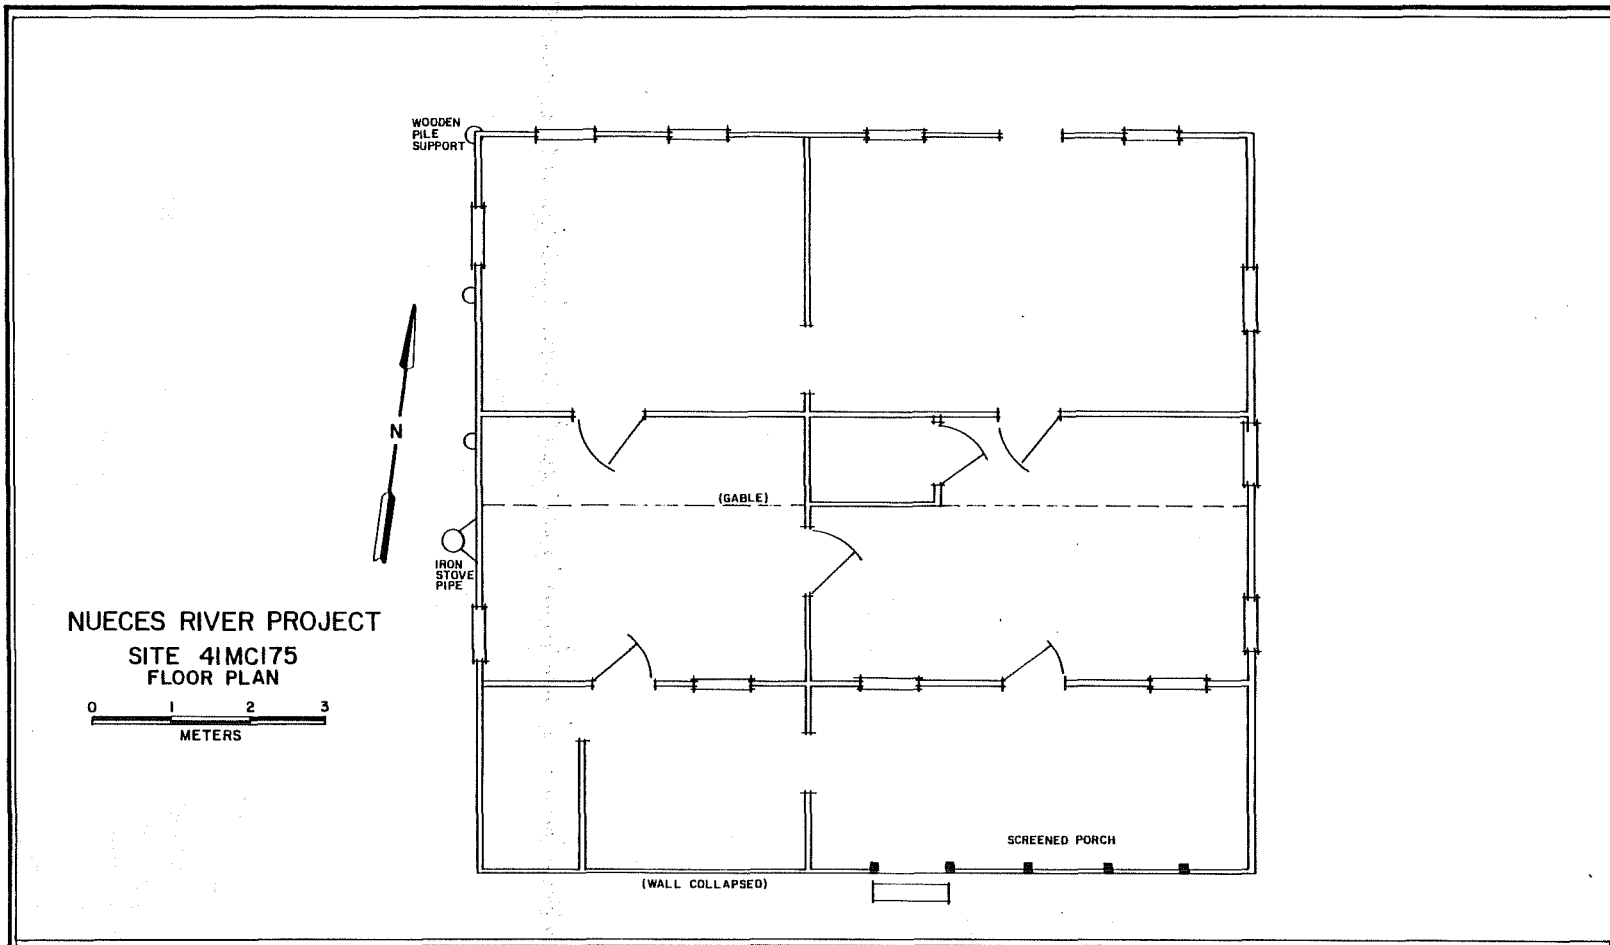 WOODEN
PILE
SUPPORT
N
(GABLE)
IRON
STOVE
PIPE
NUECES RIVER PROJECT
SITE 41MC175
FLOOR PLAN
0 1 2 3
METERS
SCREENED PORCH
(WALL COLLAPSED)